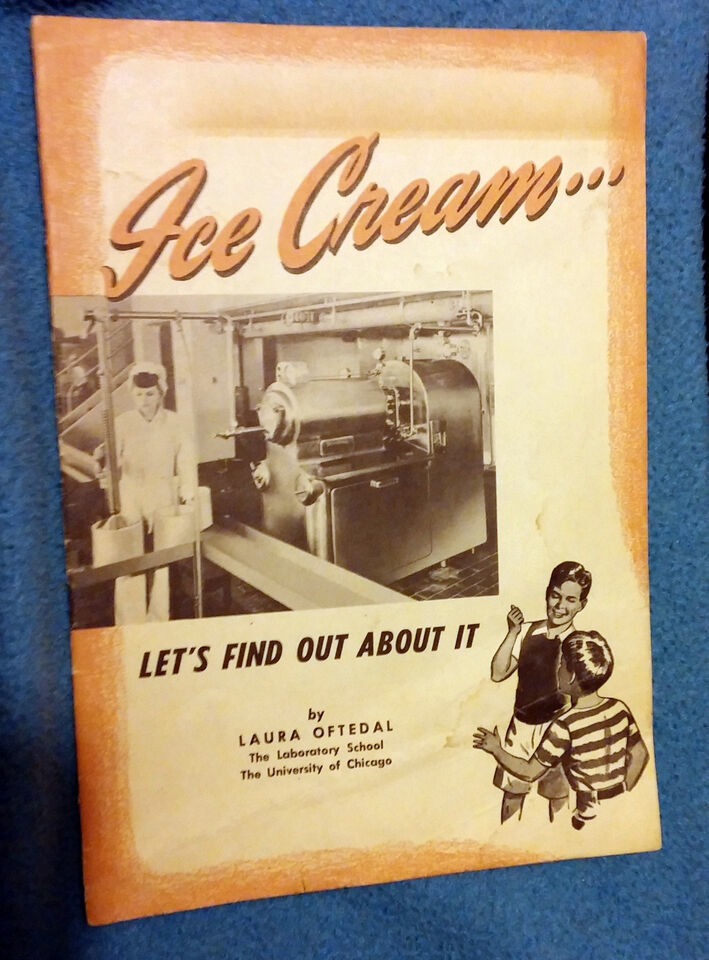 Ice Cream...
LET'S FIND OUT ABOUT IT
by
LAURA OFTEDAL
The Laboratory School
The University of Chicago